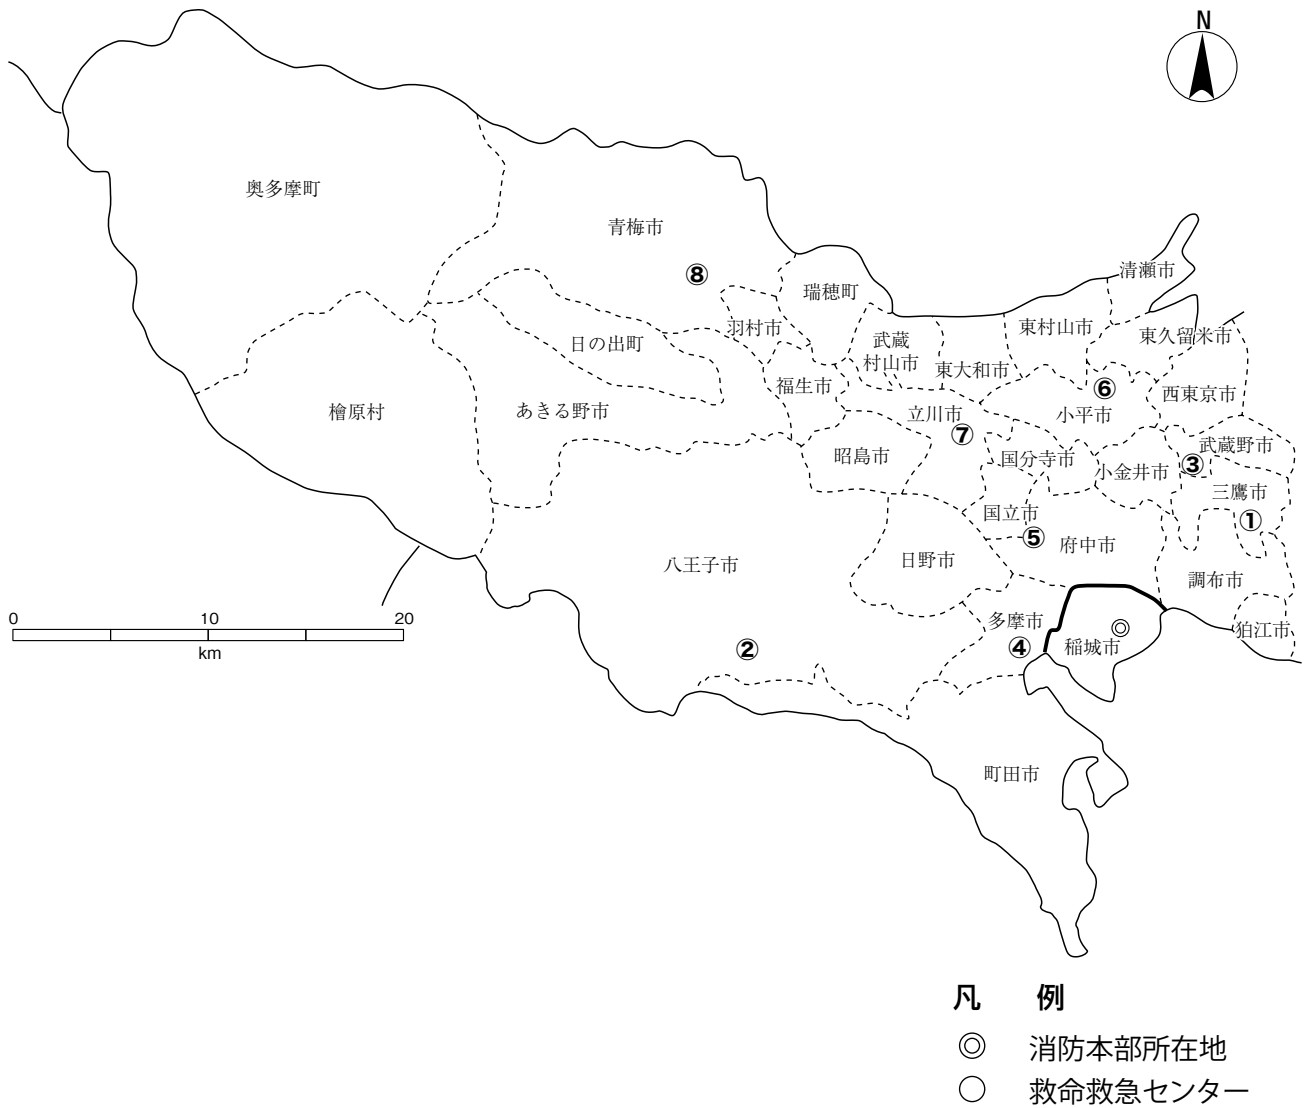 N
奥多摩町
青梅市
⑧
瑞穂町
清瀬市
羽村市
武蔵
村山市
東大和市
東村山市
東久留米市
日の出町
檜原村
あきる野市
福生市
立川市
⑦
小平市
⑥
西東京市
昭島市
国分寺市
小金井市
③
武蔵野市
三鷹市
①
国立市
⑤
府中市
八王子市
日野市
調布市
0 10 20
km
②
多摩市
④
稲城市
狛江市
町田市
凡 例
◎ 消防本部所在地
○ 救命救急センター